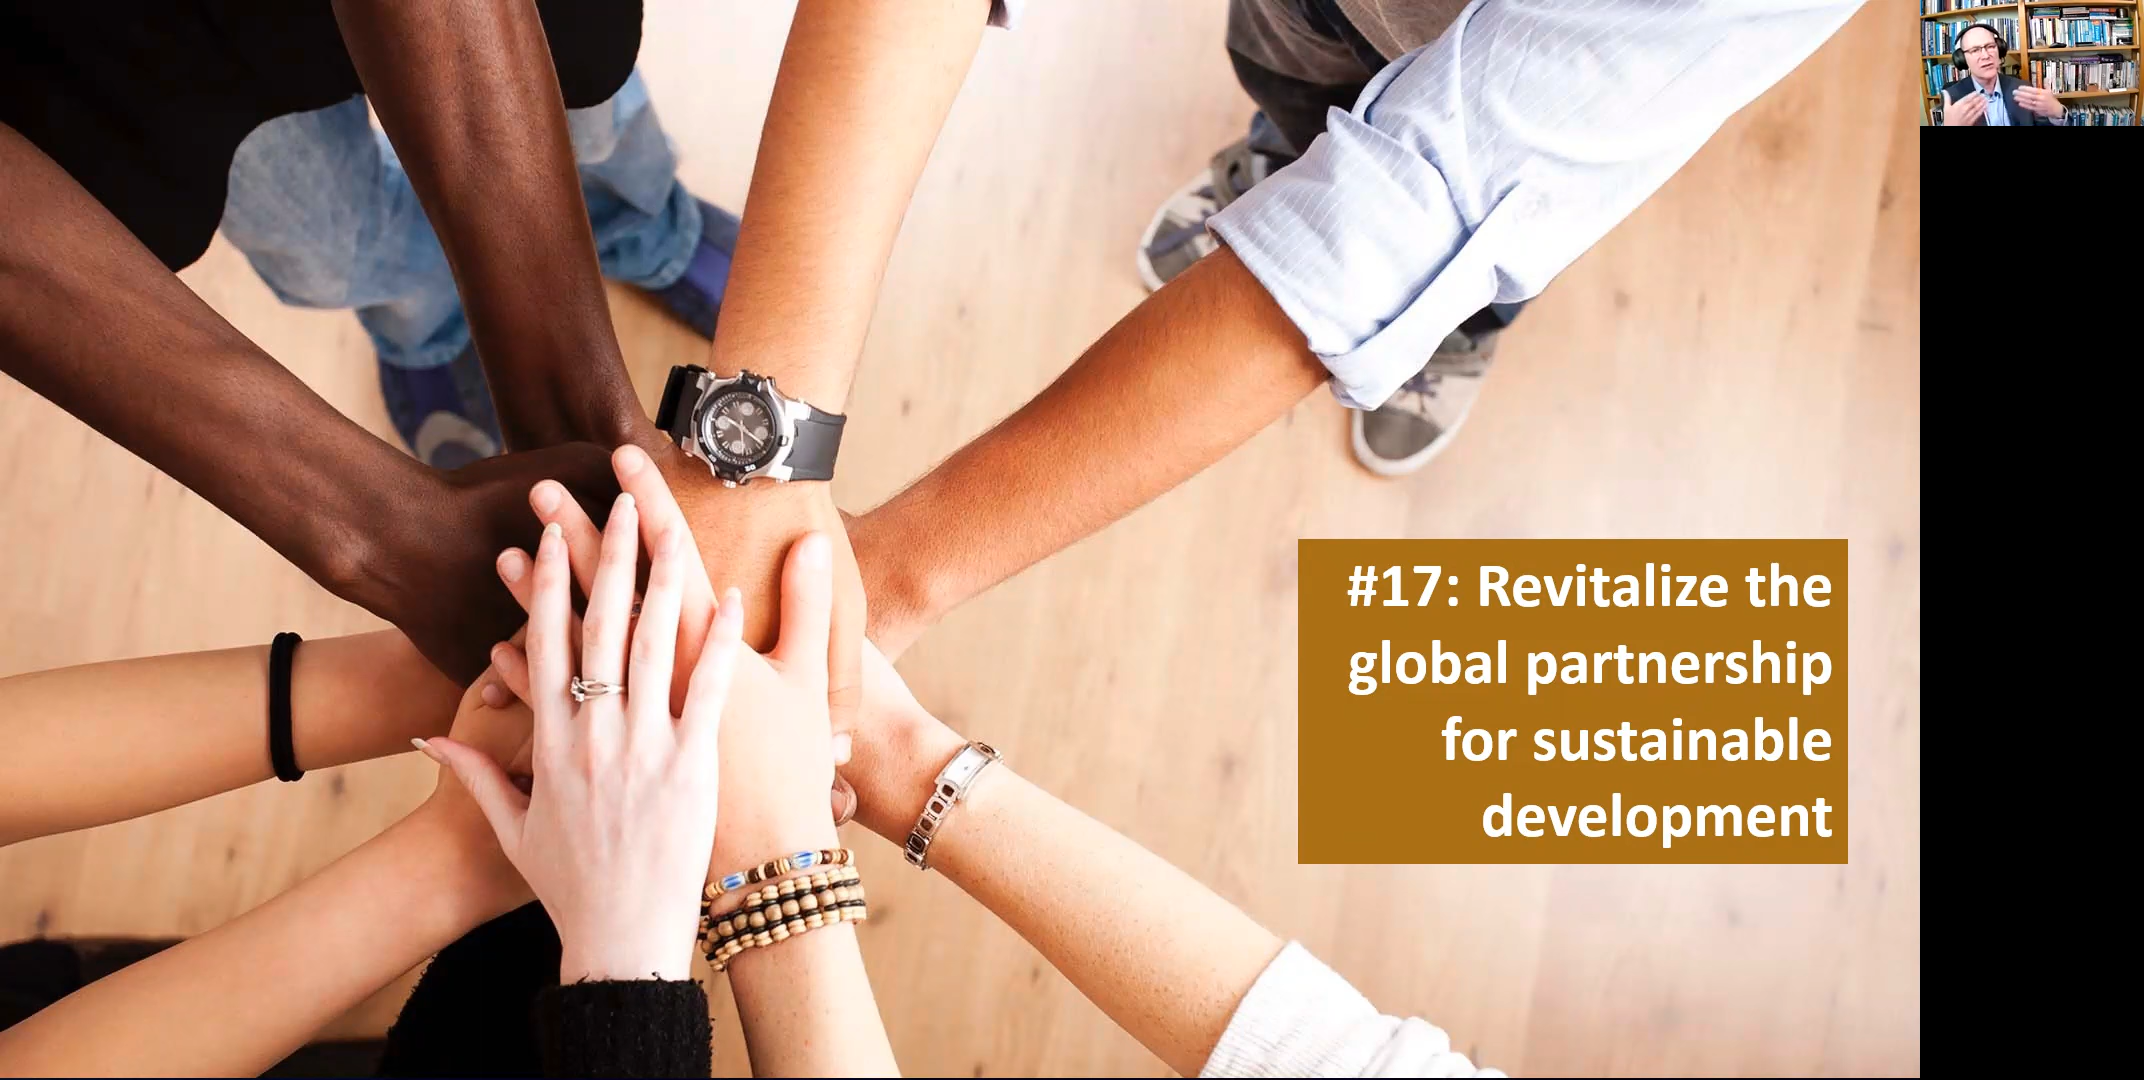 #17: Revitalize the
global partnership
for sustainable
development